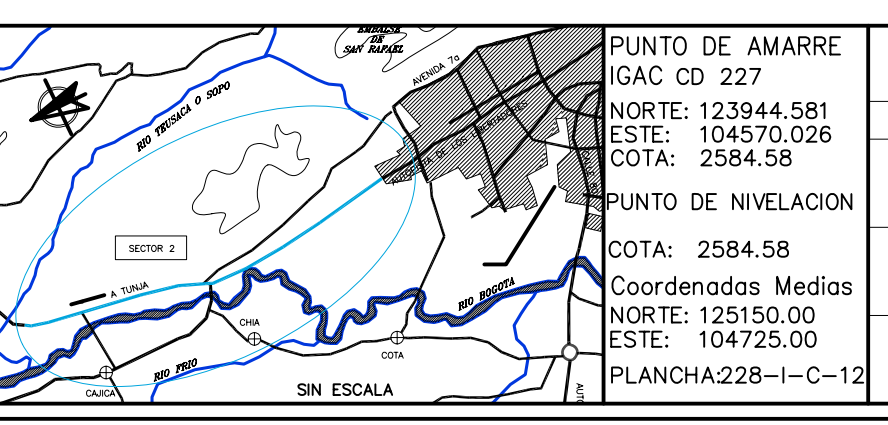 EMBALSE
DE
SAN RAFAEL
AVENIDA 7a
RIO TEUSACA O SOPO
AUTOPISTA DE LOS LIBERTADORES
SECTOR 2
A TUNJA
RIO BOGOTA
CHIA
COTA
RIO FRIO
CAJICA
SIN ESCALA
AUTO
PUNTO DE AMARRE
IGAC CD 227
NORTE: 123944.581
ESTE: 104570.026
COTA: 2584.58
PUNTO DE NIVELACION
COTA: 2584.58
Coordenadas Medias
NORTE: 125150.00
ESTE: 104725.00
PLANCHA:228-I-C-12